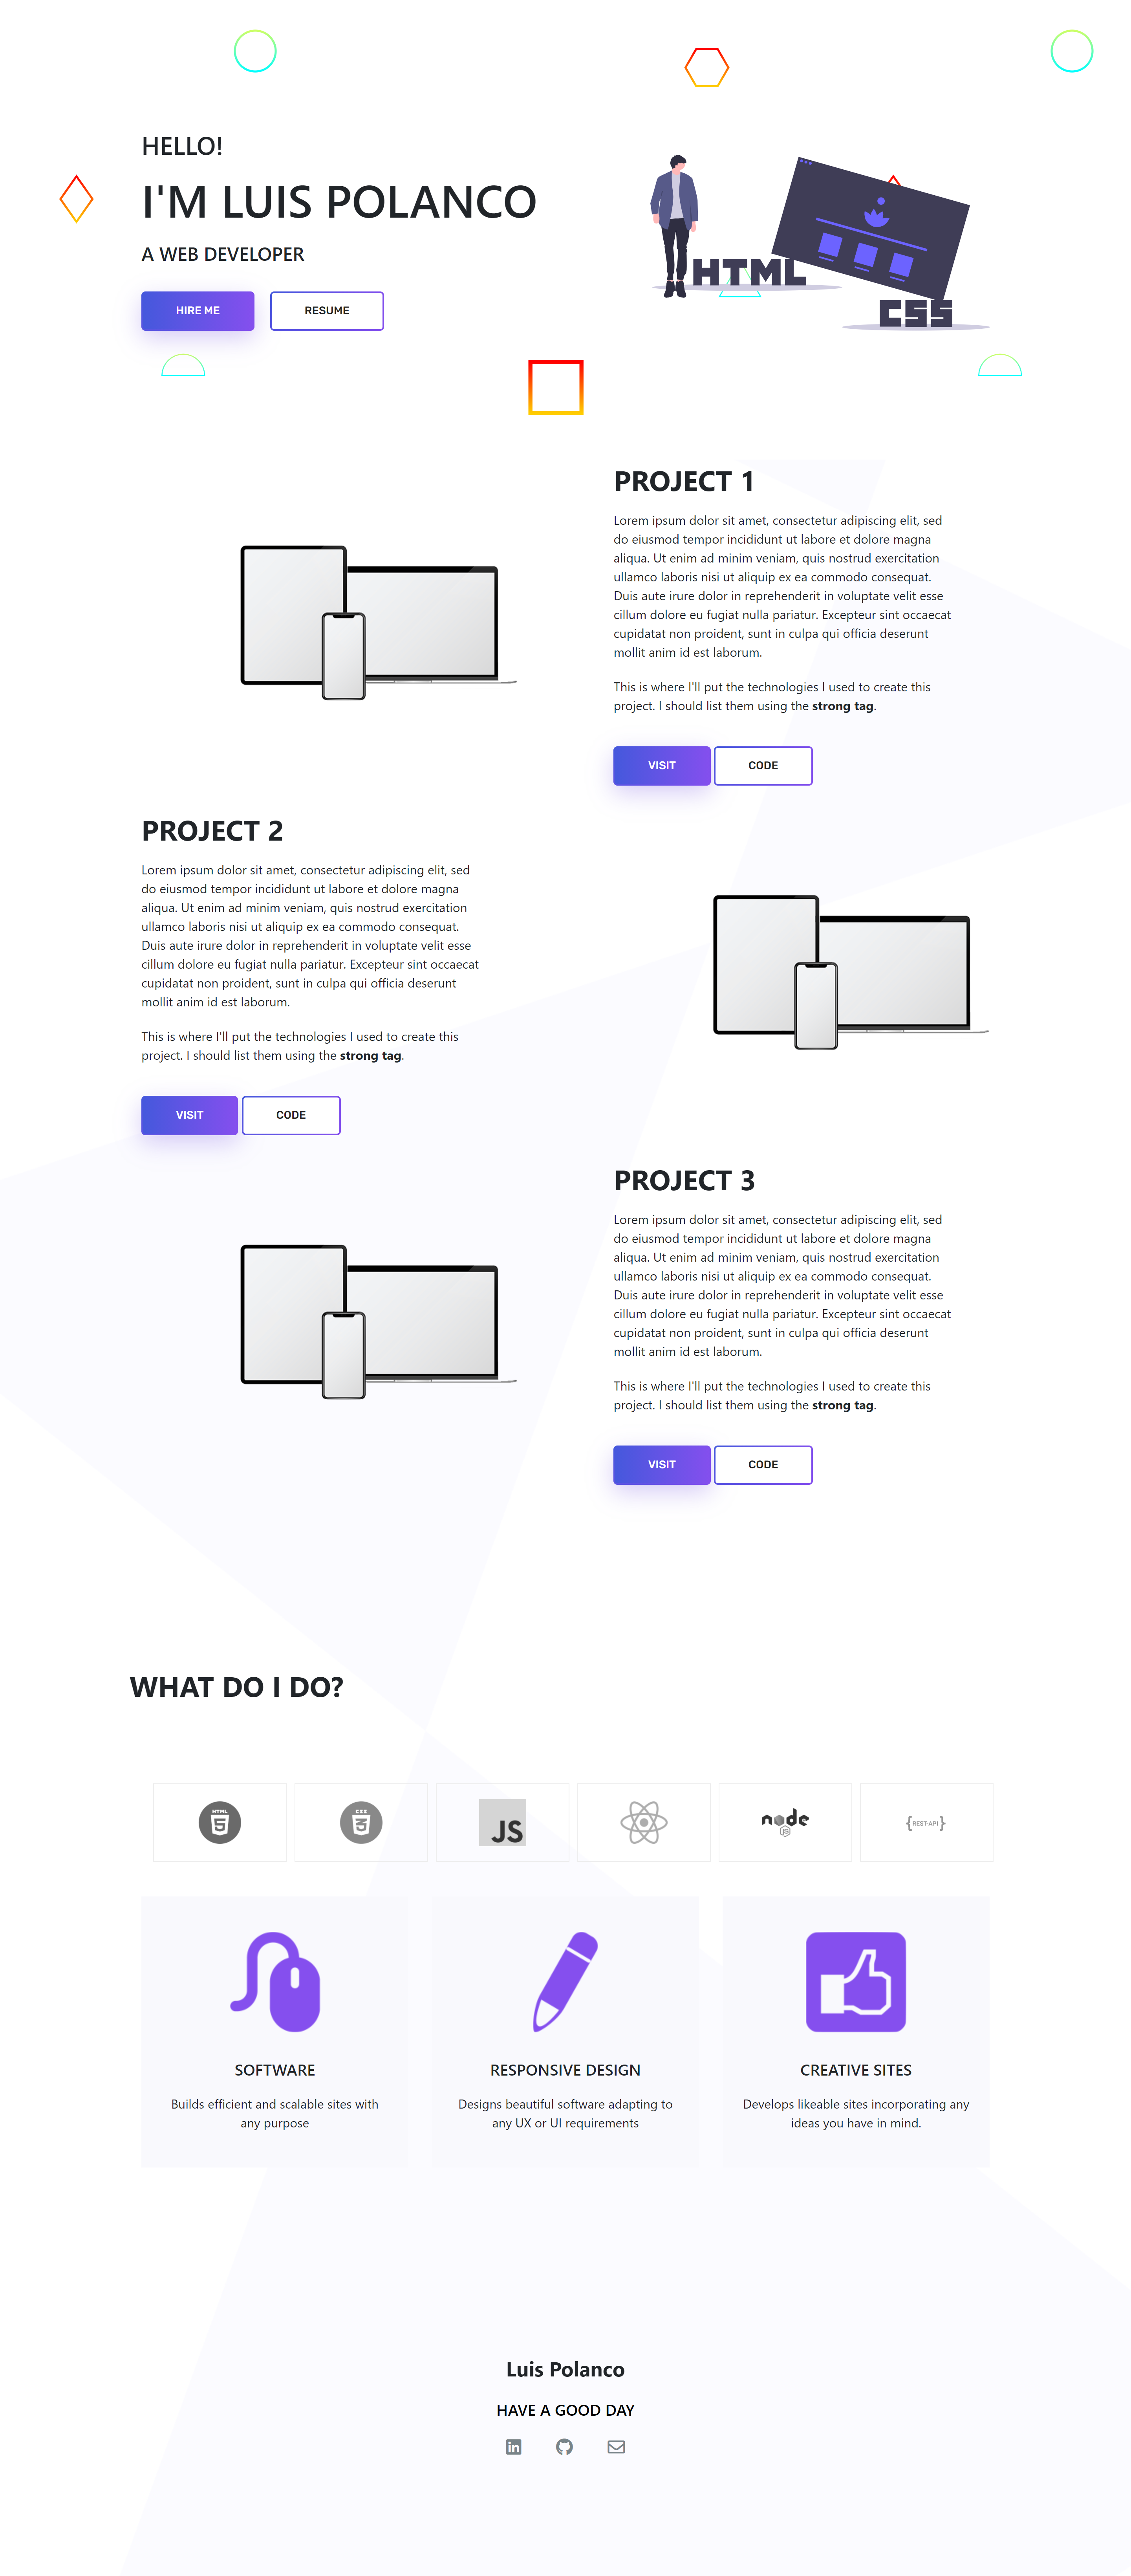 HELLO!
I'M LUIS POLANCO
A WEB DEVELOPER
HIRE ME
RESUME
HTML
CSS
PROJECT 1
Lorem ipsum dolor sit amet, consectetur adipiscing elit, sed
do eiusmod tempor incididunt ut labore et dolore magna
aliqua. Ut enim ad minim veniam, quis nostrud exercitation
ullamco laboris nisi ut aliquip ex ea commodo consequat.
Duis aute irure dolor in reprehenderit in voluptate velit esse
cillum dolore eu fugiat nulla pariatur. Excepteur sint occaecat
cupidatat non proident, sunt in culpa qui officia deserunt
mollit anim id est laborum.
This is where I'll put the technologies I used to create this
project. I should list them using the strong tag.
VISIT
CODE
PROJECT 2
Lorem ipsum dolor sit amet, consectetur adipiscing elit, sed
do eiusmod tempor incididunt ut labore et dolore magna
aliqua. Ut enim ad minim veniam, quis nostrud exercitation
ullamco laboris nisi ut aliquip ex ea commodo consequat.
Duis aute irure dolor in reprehenderit in voluptate velit esse
cillum dolore eu fugiat nulla pariatur. Excepteur sint occaecat
cupidatat non proident, sunt in culpa qui officia deserunt
mollit anim id est laborum.
This is where I'll put the technologies I used to create this
project. I should list them using the strong tag.
VISIT
CODE
PROJECT 3
Lorem ipsum dolor sit amet, consectetur adipiscing elit, sed
do eiusmod tempor incididunt ut labore et dolore magna
aliqua. Ut enim ad minim veniam, quis nostrud exercitation
ullamco laboris nisi ut aliquip ex ea commodo consequat.
Duis aute irure dolor in reprehenderit in voluptate velit esse
cillum dolore eu fugiat nulla pariatur. Excepteur sint occaecat
cupidatat non proident, sunt in culpa qui officia deserunt
mollit anim id est laborum.
This is where I'll put the technologies I used to create this
project. I should list them using the strong tag.
VISIT
CODE
WHAT DO I DO?
HTML
5
CSS
3
JS
node
JS
{REST-API}
SOFTWARE
Builds efficient and scalable sites with
any purpose
RESPONSIVE DESIGN
Designs beautiful software adapting to
any UX or UI requirements
CREATIVE SITES
Develops likeable sites incorporating any
ideas you have in mind.
Luis Polanco
HAVE A GOOD DAY
in